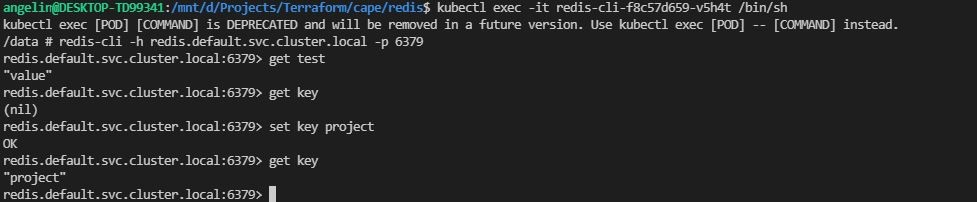 angelin@DESKTOP-TD99341:/mnt/d/Projects/Terraform/cape/redis$ kubectl exec -it redis-cli-f8c57d659-v5h4t /bin/sh
kubectl exec [POD] [COMMAND] is DEPRECATED and will be removed in a future version. Use kubectl exec [POD] -- [COMMAND] instead.
/data # redis-cli -h redis.default.svc.cluster.local -p 6379
redis.default.svc.cluster.local:6379> get test
"value"
redis.default.svc.cluster.local:6379> get key
(nil)
redis.default.svc.cluster.local:6379> set key project
OK
redis.default.svc.cluster.local:6379> get key
"project"
redis.default.svc.cluster.local:6379>